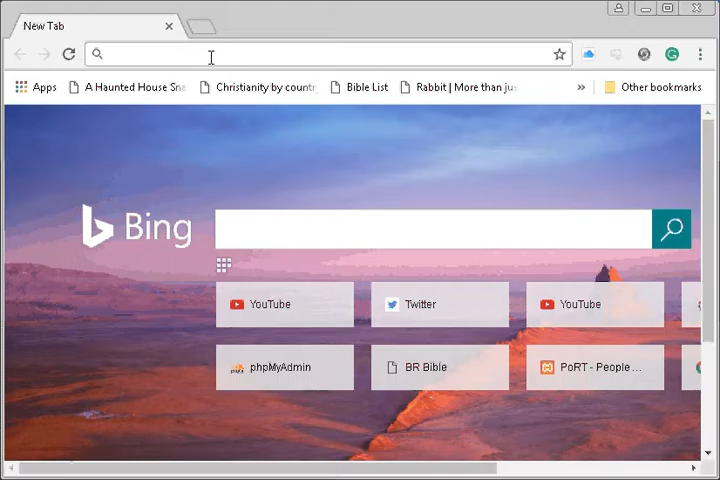 New Tab
Apps A Haunted House Sna Christianity by countr Bible List Rabbit | More than jus » Other bookmarks
Bing
YouTube Twitter YouTube
phpMyAdmin BR Bible PoRT - People ...